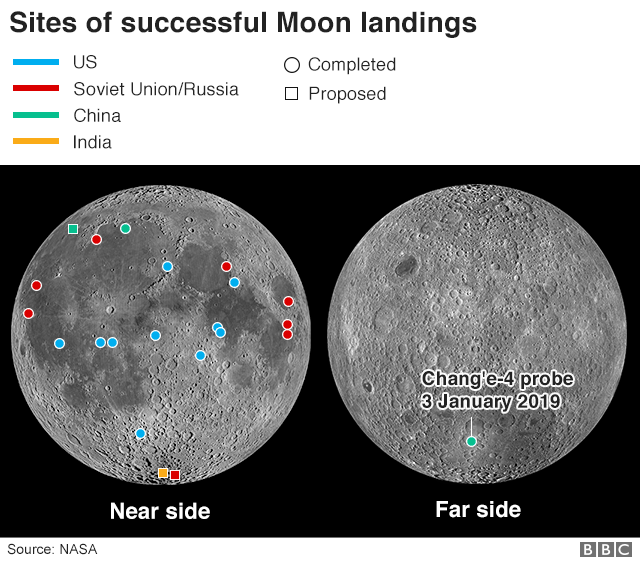 Sites of successful Moon landings
US
Soviet Union/Russia
China
India
Completed
Proposed
Chang'e-4 probe
3 January 2019
Near side
Far side
Source: NASA
BBC